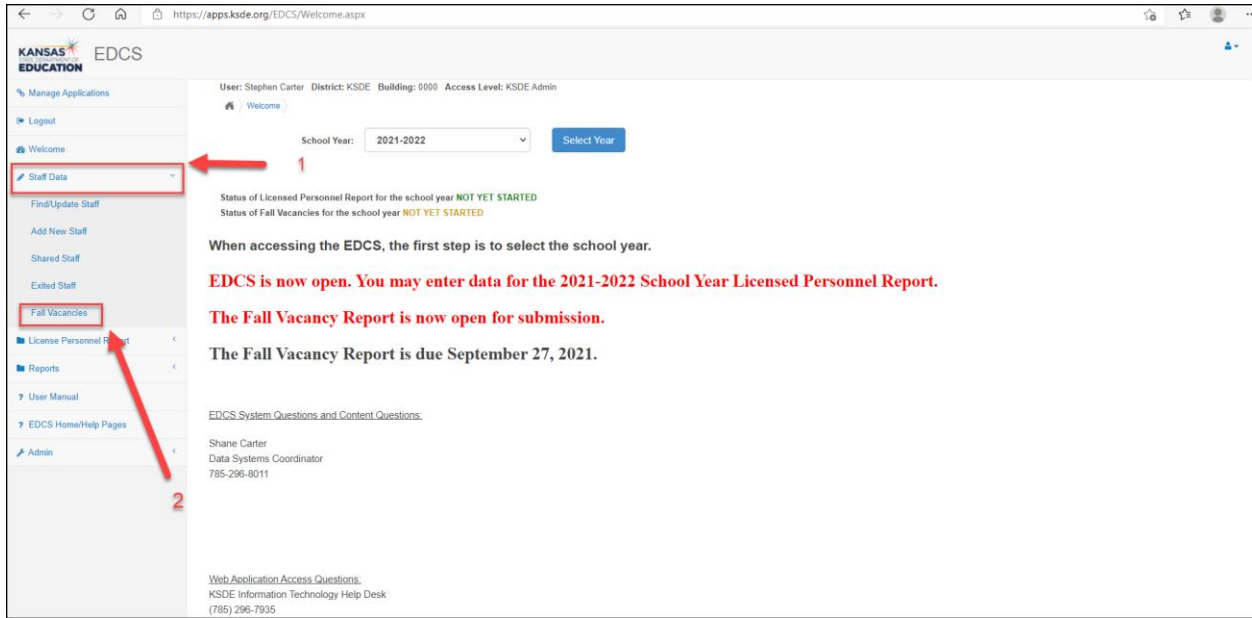 https://apps.ksde.org/EDCS/Welcome.aspx
KANSAS
STATE DEPARTMENT OF
EDUCATION
EDCS
Manage Applications
Logout
Welcome
Staff Data
Find/Update Staff
Add New Staff
Shared Staff
Exited Staff
Fall Vacancies
License Personnel R rt
Reports
? User Manual
? EDCS Home/Help Pages
Admin
1
2
User: Stephen Carter District: KSDE Building: 0000 Access Level: KSDE Admin
Welcome
School Year: 2021-2022 Select Year
Status of Licensed Personnel Report for the school year NOT YET STARTED
Status of Fall Vacancies for the school year NOT YET STARTED
When accessing the EDCS, the first step is to select the school year.
EDCS is now open. You may enter data for the 2021-2022 School Year Licensed Personnel Report.
The Fall Vacancy Report is now open for submission.
The Fall Vacancy Report is due September 27, 2021.
EDCS System Questions and Content Questions:
Shane Carter
Data Systems Coordinator
785-296-8011
Web Application Access Questions:
KSDE Information Technology Help Desk
(785) 296-7935